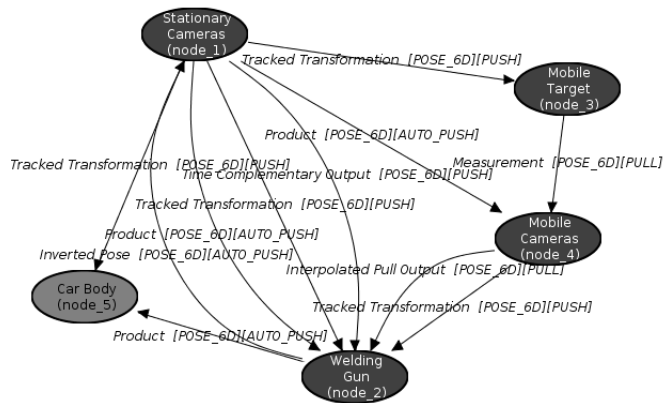 Stationary
Cameras
(node_1)
Tracked Transformation [POSE_6D][PUSH]
Mobile
Target
(node_3)
Product [POSE_6D][AUTO_PUSH]
Tracked Transformation [POSE_6D][PUSH]
Measurement [POSE_6D][PULL]
Time Complementary Output [POSE_6D][PUSH]
Tracked Transformation [POSE_6D][PUSH]
Mobile
Cameras
(node_4)
Product [POSE_6D][AUTO_PUSH]
Inverted Pose [POSE_6D][AUTO_PUSH]
Interpolated Pull Output [POSE_6D][PULL]
Car Body
(node_5)
Tracked Transformation [POSE_6D][PUSH]
Product [POSE_6D][AUTO_PUSH]
Welding
Gun
(node_2)